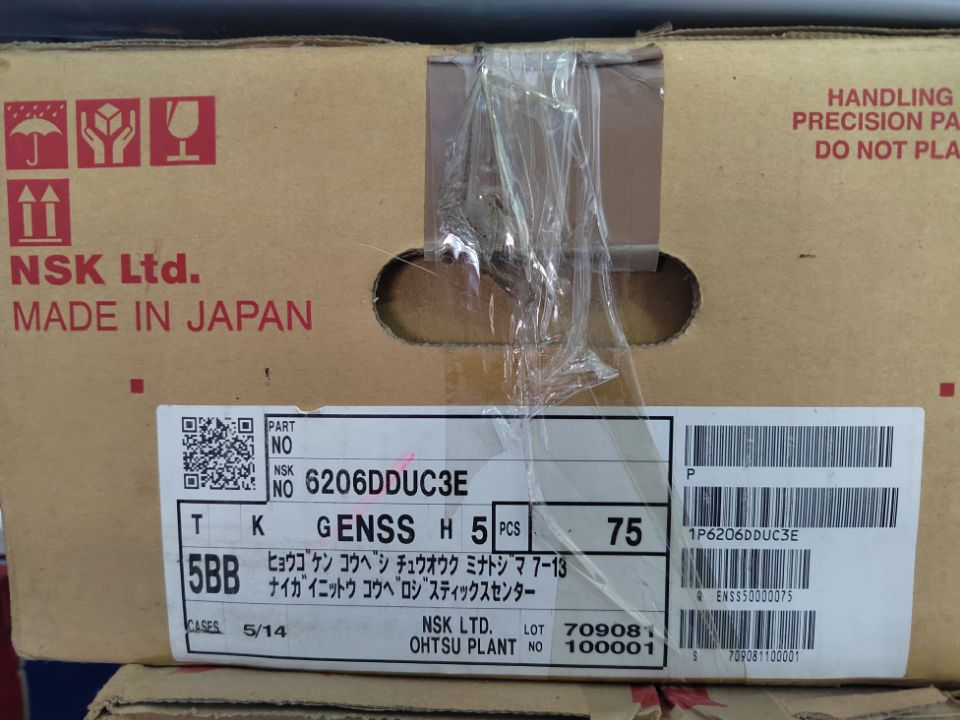 HANDLING
PRECISION PA
DO NOT PLA
NSK Ltd.
MADE IN JAPAN
PART NO
NSK NO 6206DDUC3E
T K G ENSS H 5 PCS 75
5BB ヒョウゴケン コウベシ チュウオウク ミナトジマ 7-13
ナイガイニットウ コウベロジスティックスセンター
CASES 5/14 NSK LTD. OHTSU PLANT LOT NO 709081 100001
P
1P6206DDUC3E
Q ENSS50000075
S 709081100001